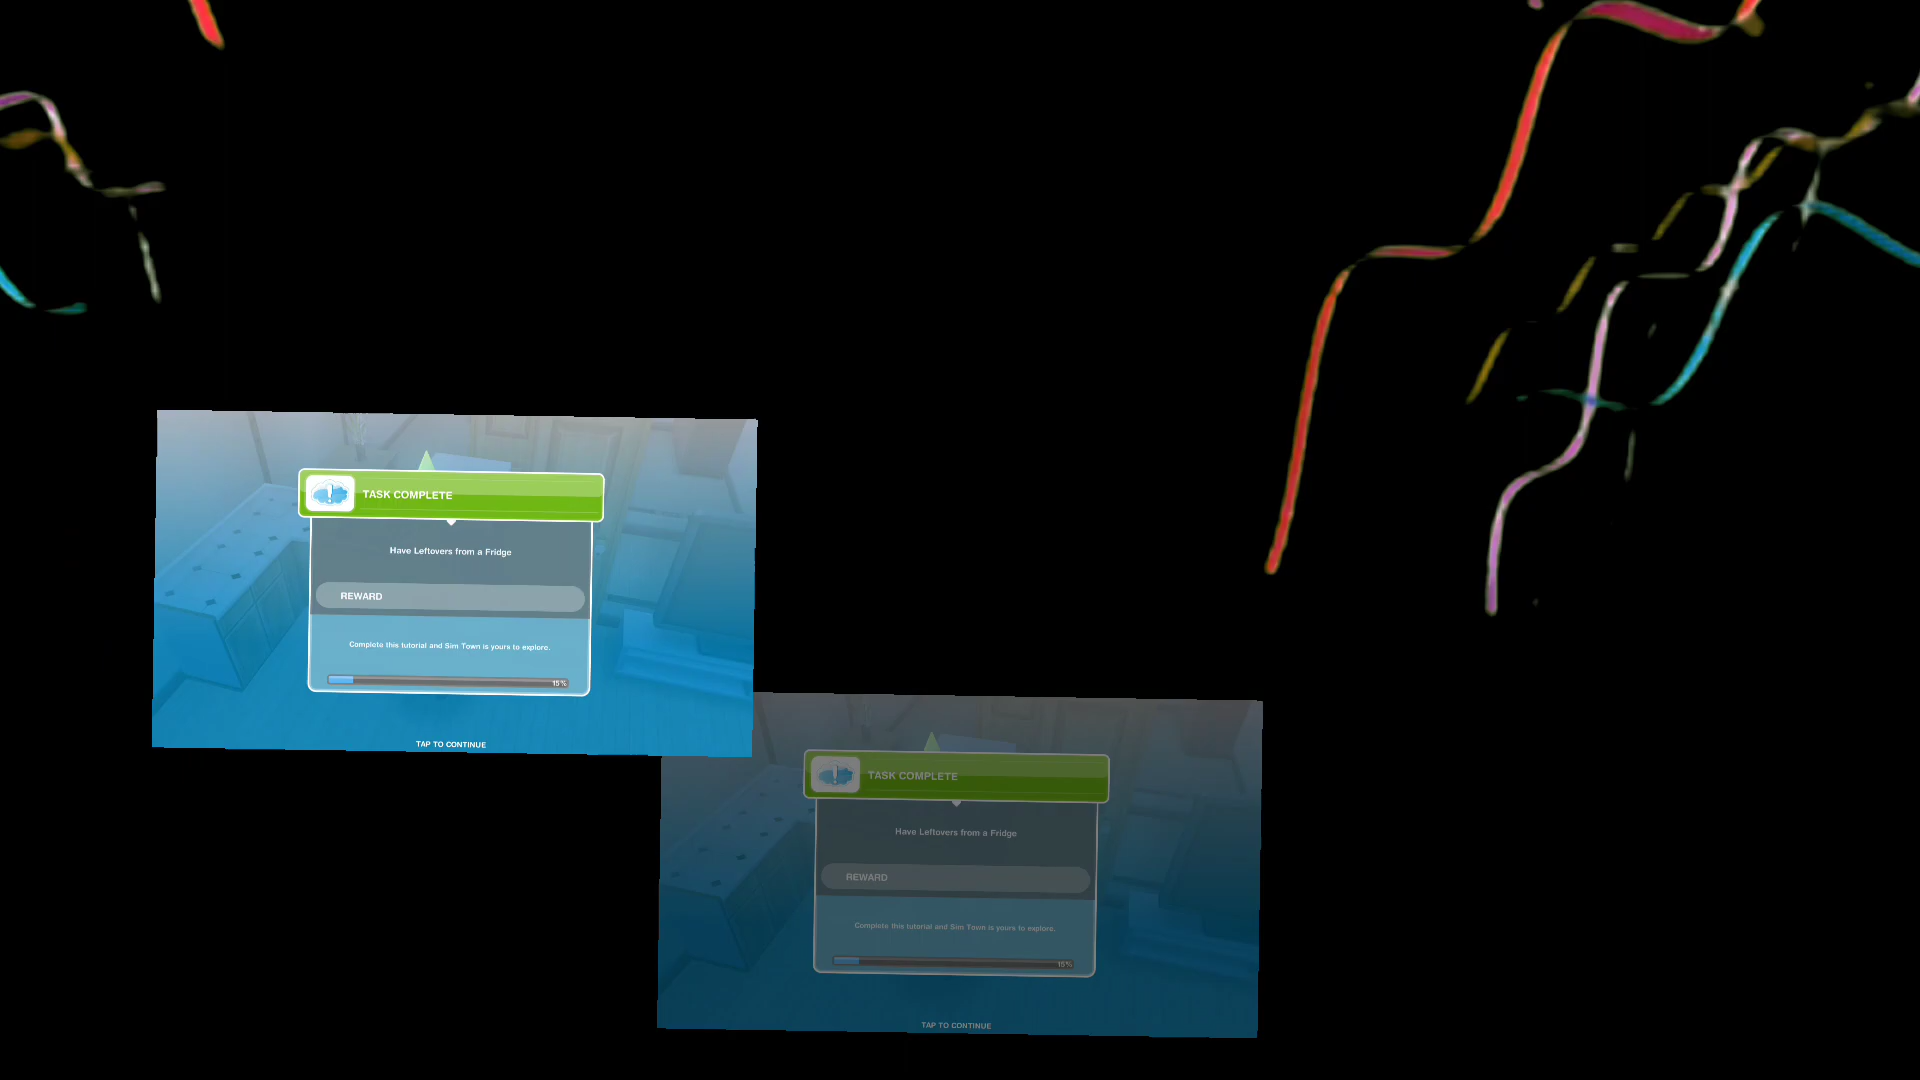 TASK COMPLETE
Have Leftovers from a Fridge
REWARD
Complete this tutorial and Sim Town is yours to explore.
15%
TAP TO CONTINUE
TASK COMPLETE
Have Leftovers from a Fridge
REWARD
Complete this tutorial and Sim Town is yours to explore.
15%
TAP TO CONTINUE